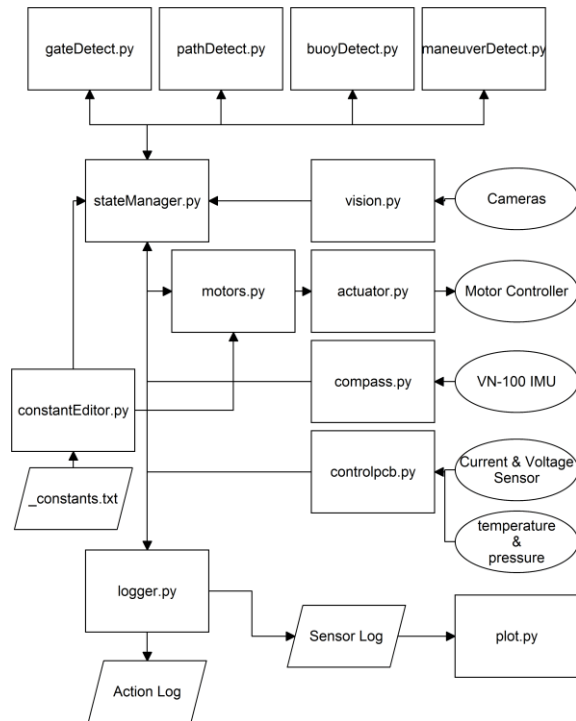 gateDetect.py
pathDetect.py
buoyDetect.py
maneuverDetect.py
stateManager.py
vision.py
Cameras
motors.py
actuator.py
Motor Controller
constantEditor.py
compass.py
VN-100 IMU
_constants.txt
controlpcb.py
Current & Voltage
Sensor
temperature
&
pressure
logger.py
Sensor Log
plot.py
Action Log